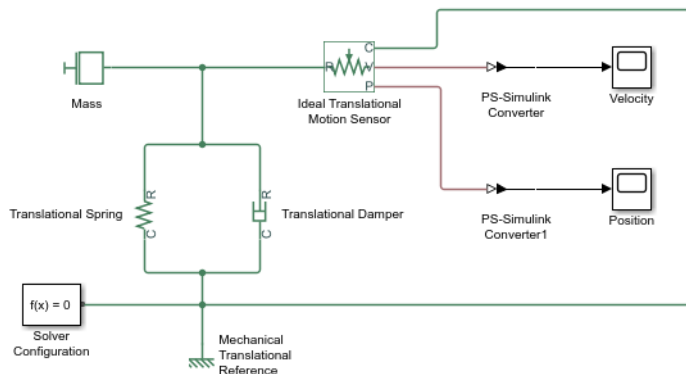 C
R
V
P
Mass
Ideal Translational
Motion Sensor
PS-Simulink
Converter
Velocity
R
R
Translational Spring
Translational Damper
C
C
PS-Simulink
Converter1
Position
f(x) = 0
Solver
Configuration
Mechanical
Translational
Reference